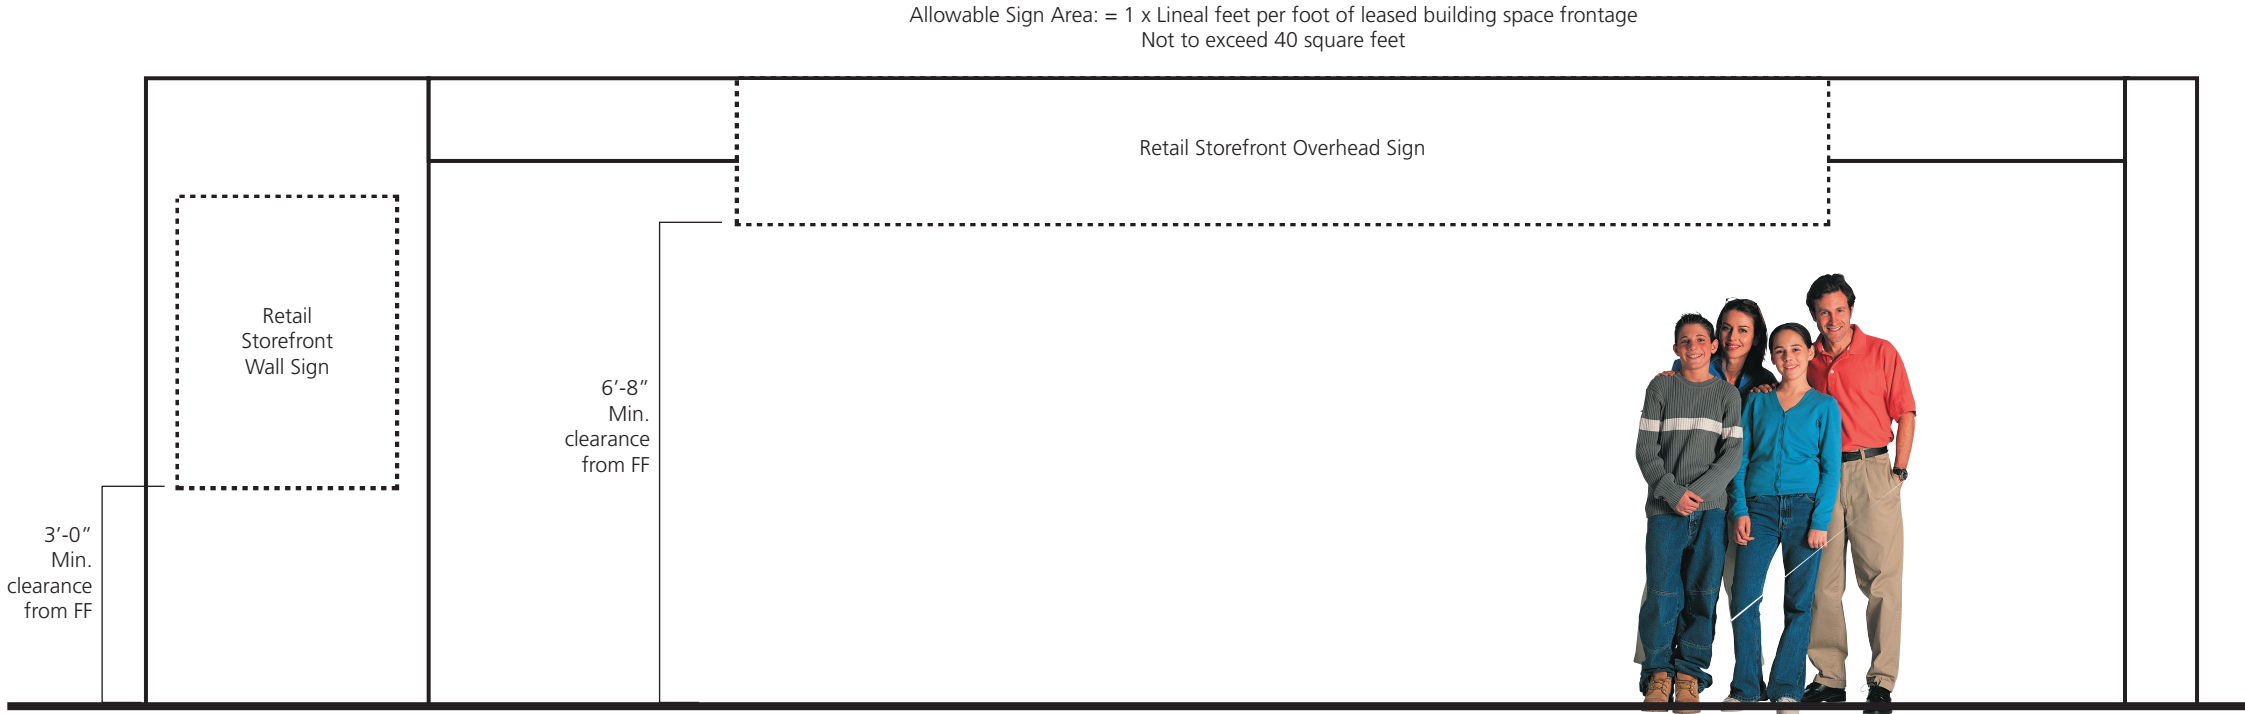 Allowable Sign Area: = 1 x Lineal feet per foot of leased building space frontage
Not to exceed 40 square feet
Retail Storefront Overhead Sign
Retail
Storefront
Wall Sign
6’-8”
Min.
clearance
from FF
3’-0”
Min.
clearance
from FF